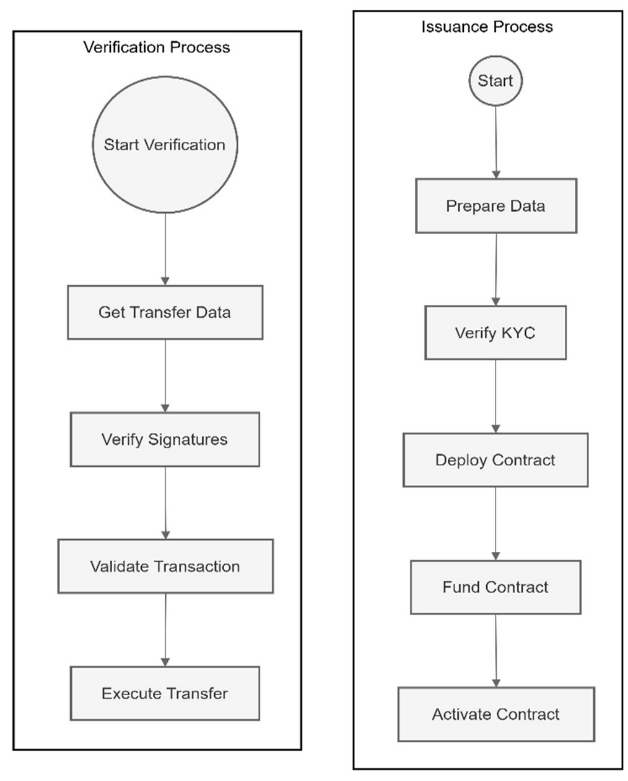 Verification Process
Start Verification
Get Transfer Data
Verify Signatures
Validate Transaction
Execute Transfer
Issuance Process
Start
Prepare Data
Verify KYC
Deploy Contract
Fund Contract
Activate Contract